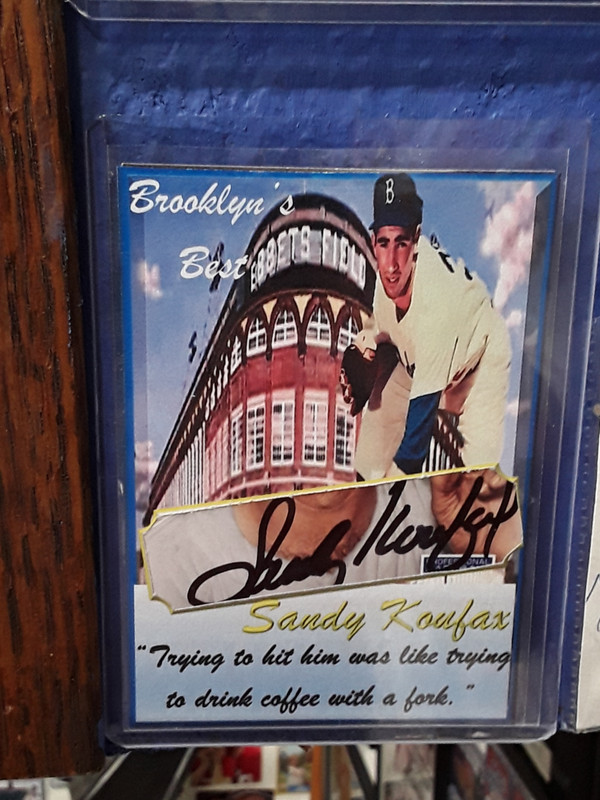 Brooklyn's
Best
EBBETS FIELD
B
Sandy Koufax
Sandy Koufax
“Trying to hit him was like trying
to drink coffee with a fork.”